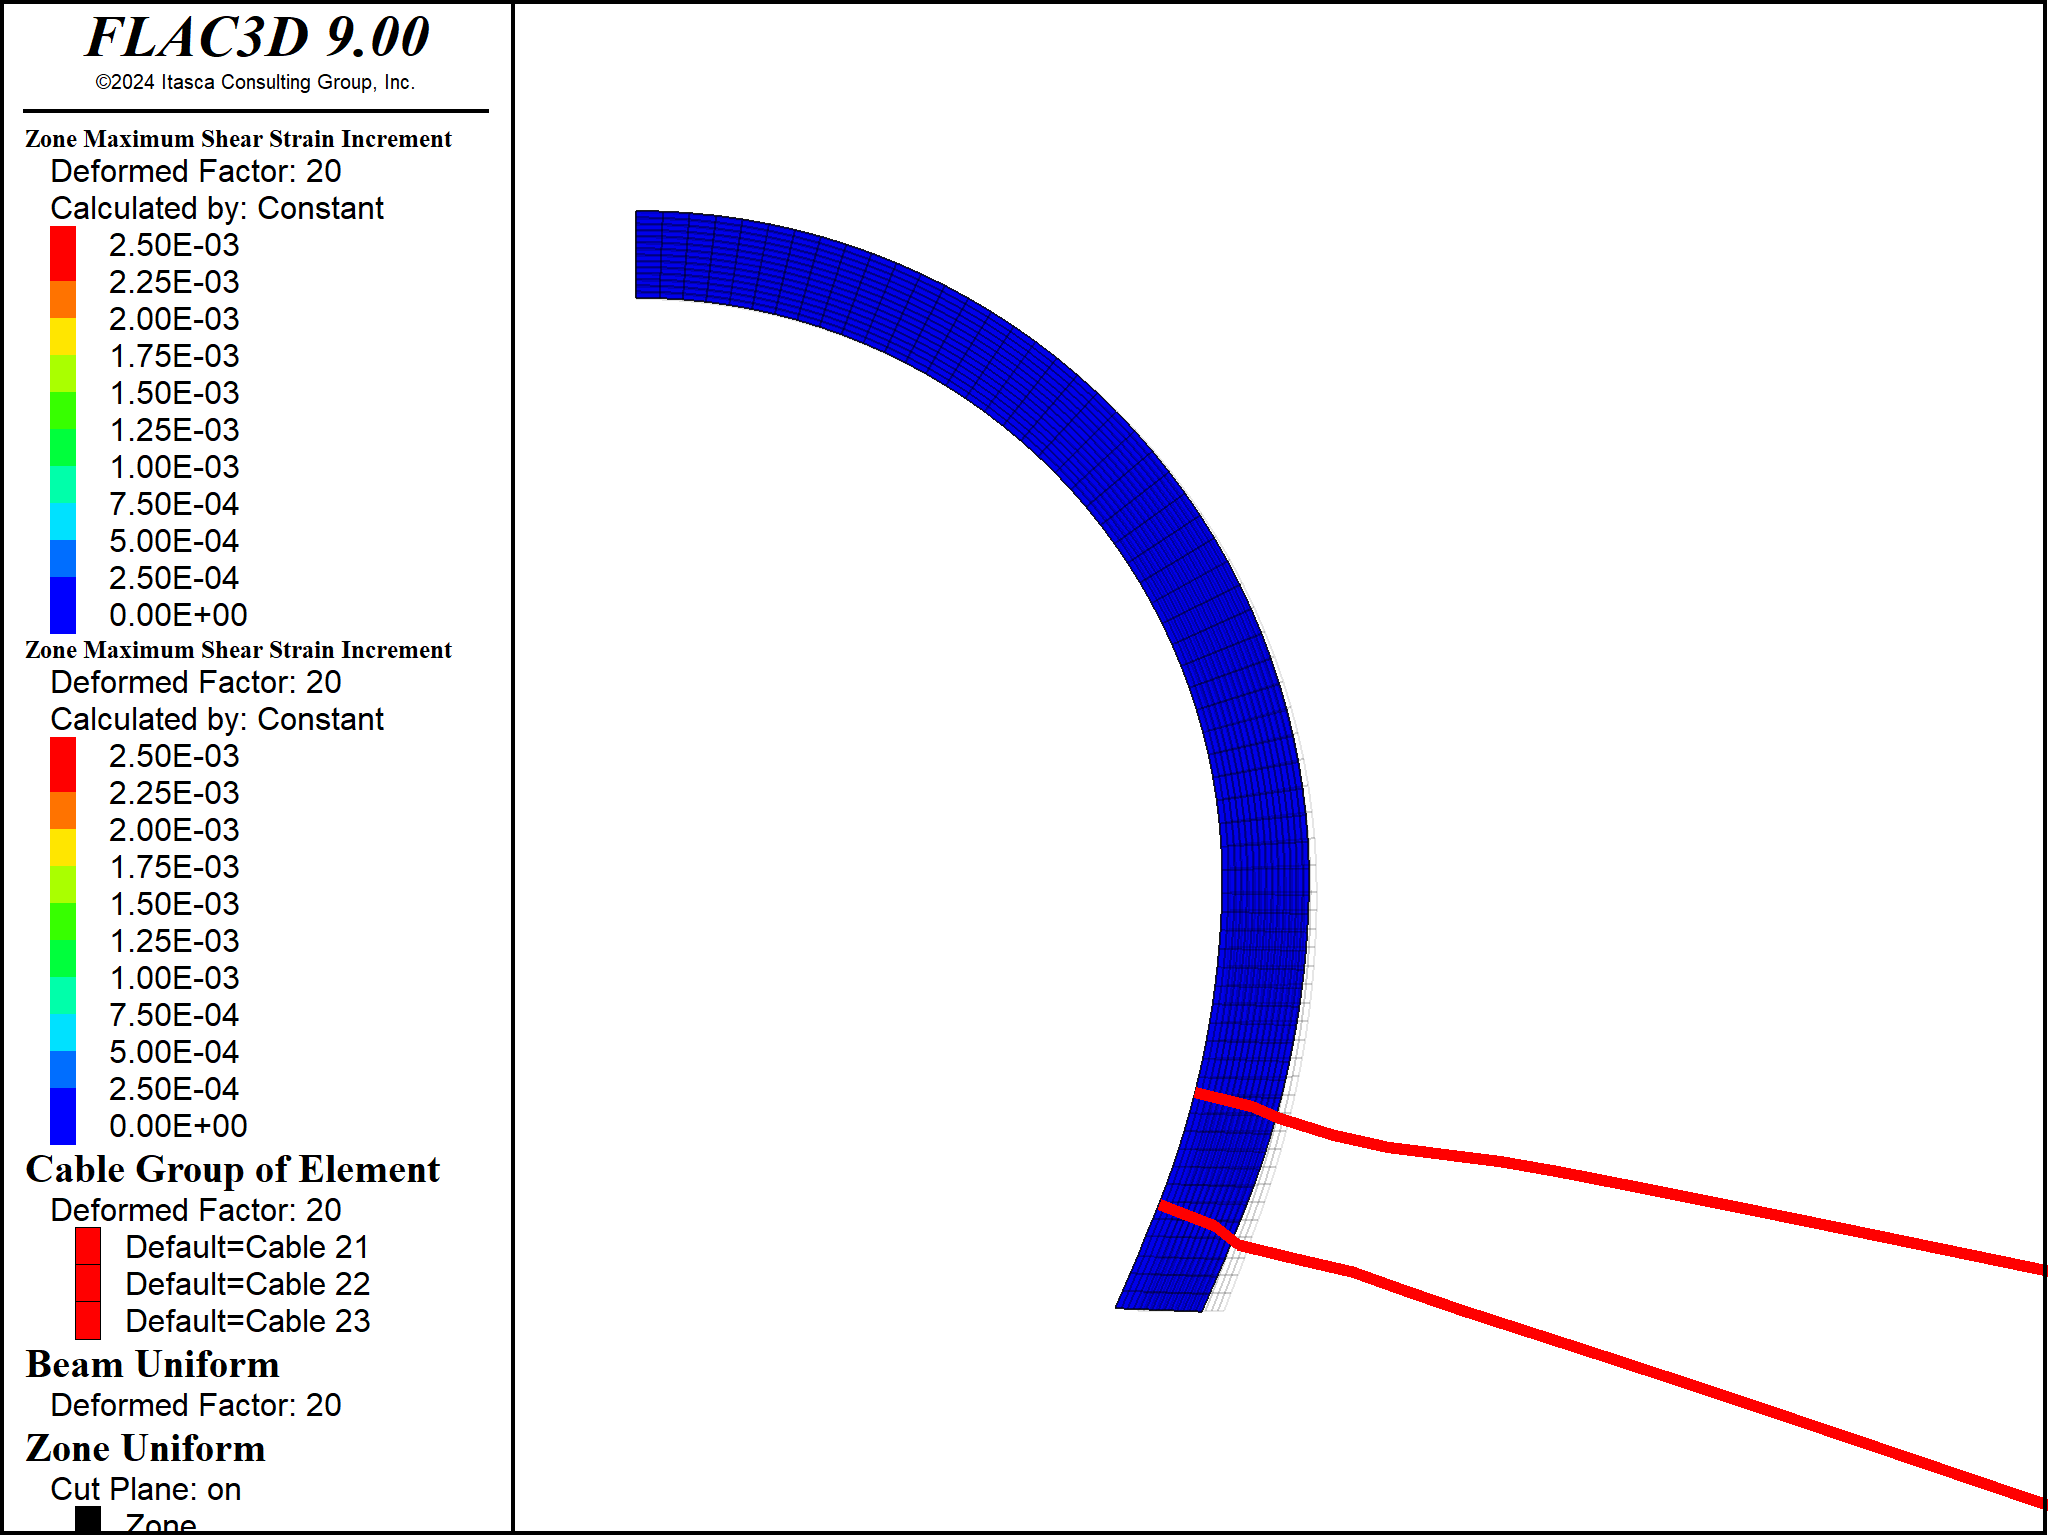 FLAC3D 9.00
©2024 Itasca Consulting Group, Inc.
Zone Maximum Shear Strain Increment
Deformed Factor: 20
Calculated by: Constant
2.50E-03
2.25E-03
2.00E-03
1.75E-03
1.50E-03
1.25E-03
1.00E-03
7.50E-04
5.00E-04
2.50E-04
0.00E+00
Zone Maximum Shear Strain Increment
Deformed Factor: 20
Calculated by: Constant
2.50E-03
2.25E-03
2.00E-03
1.75E-03
1.50E-03
1.25E-03
1.00E-03
7.50E-04
5.00E-04
2.50E-04
0.00E+00
Cable Group of Element
Deformed Factor: 20
Default=Cable 21
Default=Cable 22
Default=Cable 23
Beam Uniform
Deformed Factor: 20
Zone Uniform
Cut Plane: on
Zone